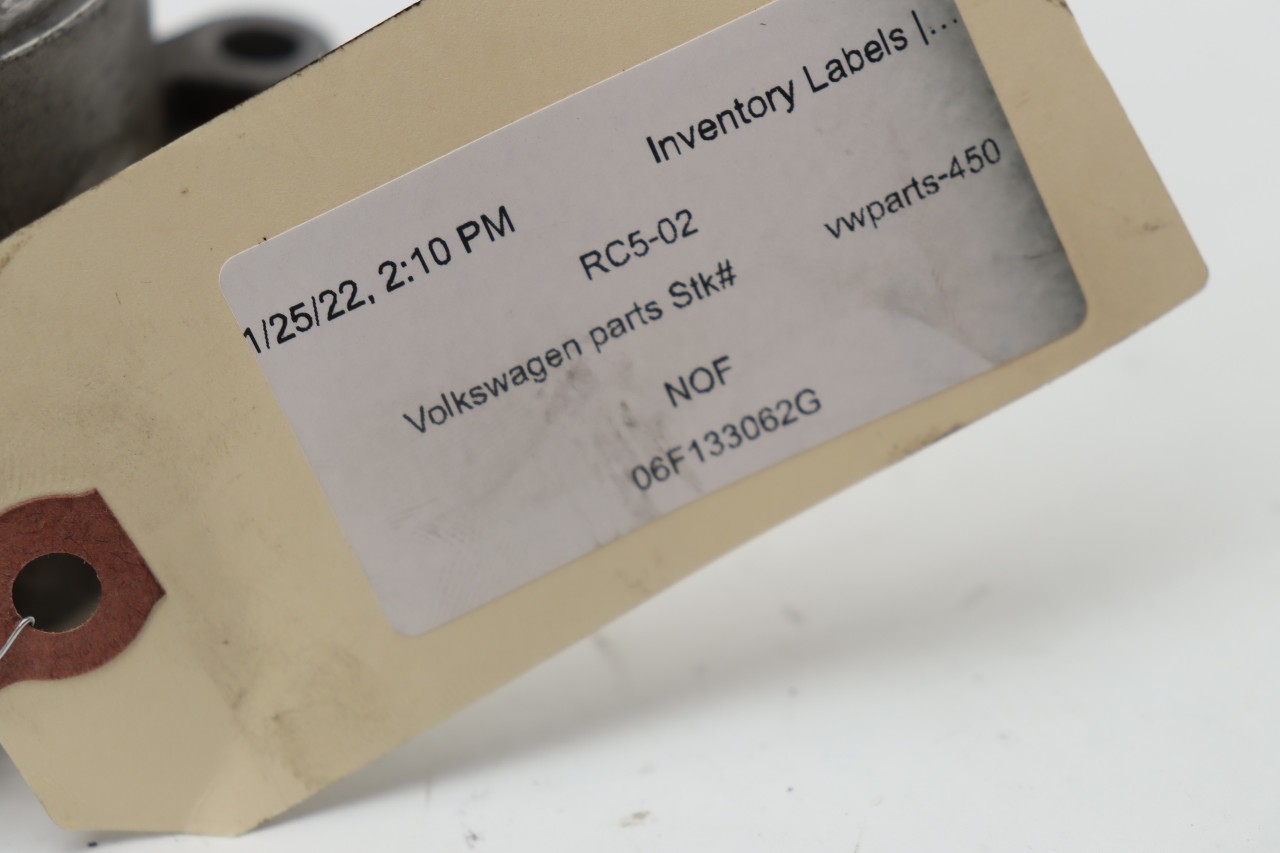 1/25/22, 2:10 PM
Inventory Labels |...
RC5-02
vwparts-450
Volkswagen parts Stk#
NOF
06F133062G